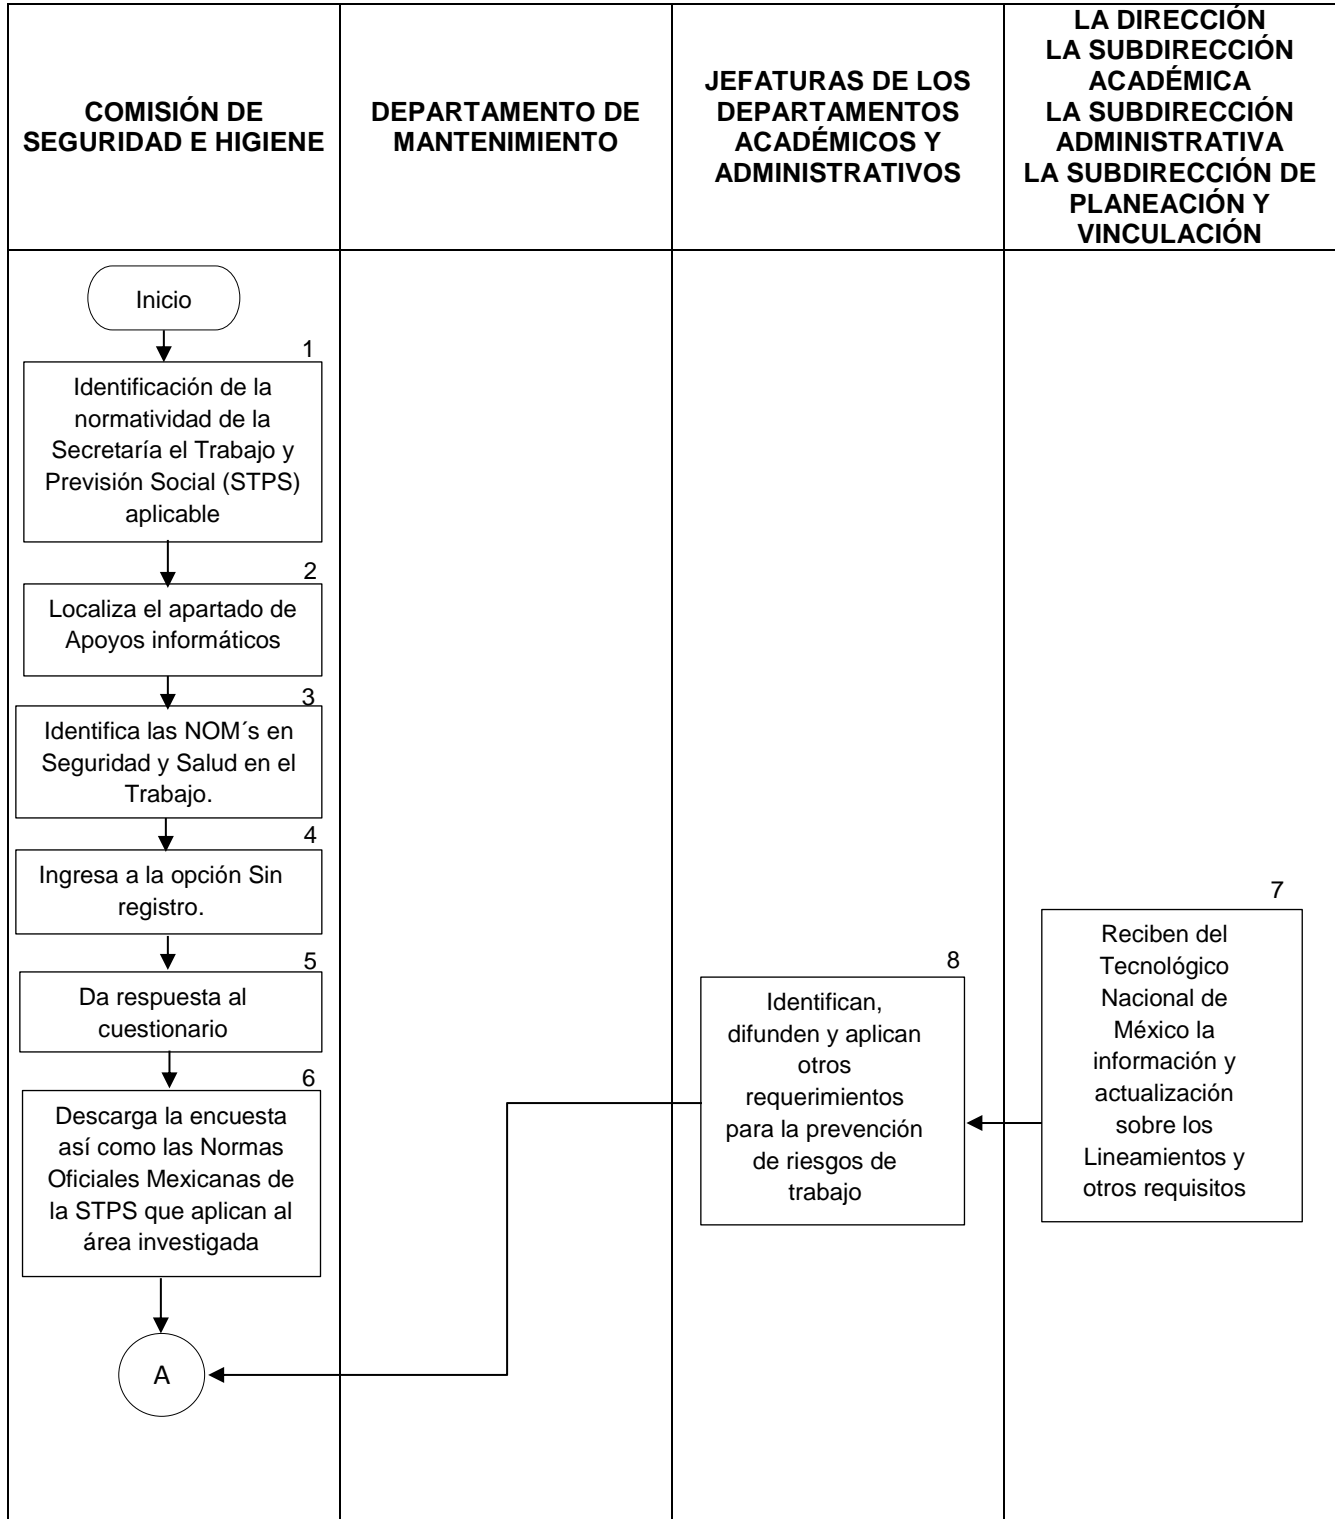 COMISIÓN DE
SEGURIDAD E HIGIENE
DEPARTAMENTO DE
MANTENIMIENTO
JEFATURAS DE LOS
DEPARTAMENTOS
ACADÉMICOS Y
ADMINISTRATIVOS
LA DIRECCIÓN
LA SUBDIRECCIÓN
ACADÉMICA
LA SUBDIRECCIÓN
ADMINISTRATIVA
LA SUBDIRECCIÓN DE
PLANEACIÓN Y
VINCULACIÓN
Inicio
1
Identificación de la
normatividad de la
Secretaría el Trabajo y
Previsión Social (STPS)
aplicable
2
Localiza el apartado de
Apoyos informáticos
3
Identifica las NOM´s en
Seguridad y Salud en el
Trabajo.
4
Ingresa a la opción Sin
registro.
5
Da respuesta al
cuestionario
6
Descarga la encuesta
así como las Normas
Oficiales Mexicanas de
la STPS que aplican al
área investigada
A
7
Reciben del
Tecnológico
Nacional de
México la
información y
actualización
sobre los
Lineamientos y
otros requisitos
8
Identifican,
difunden y aplican
otros
requerimientos
para la prevención
de riesgos de
trabajo